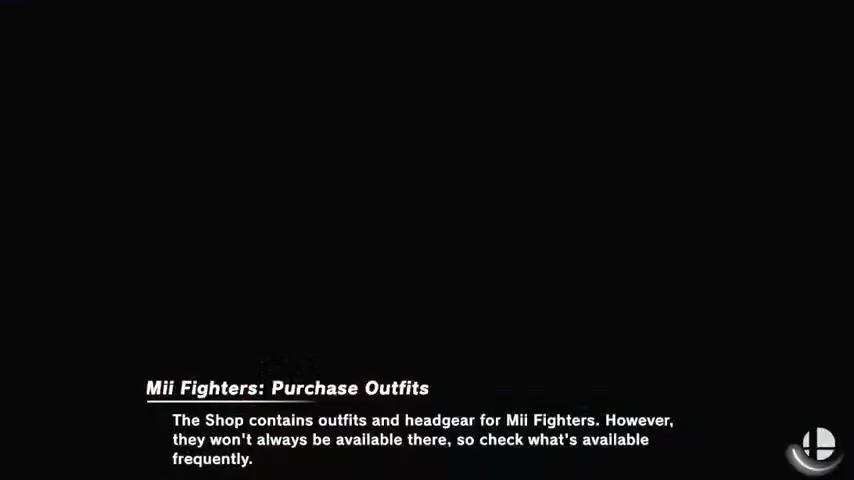 Mii Fighters: Purchase Outfits
The Shop contains outfits and headgear for Mii Fighters. However,
they won't always be available there, so check what's available
frequently.